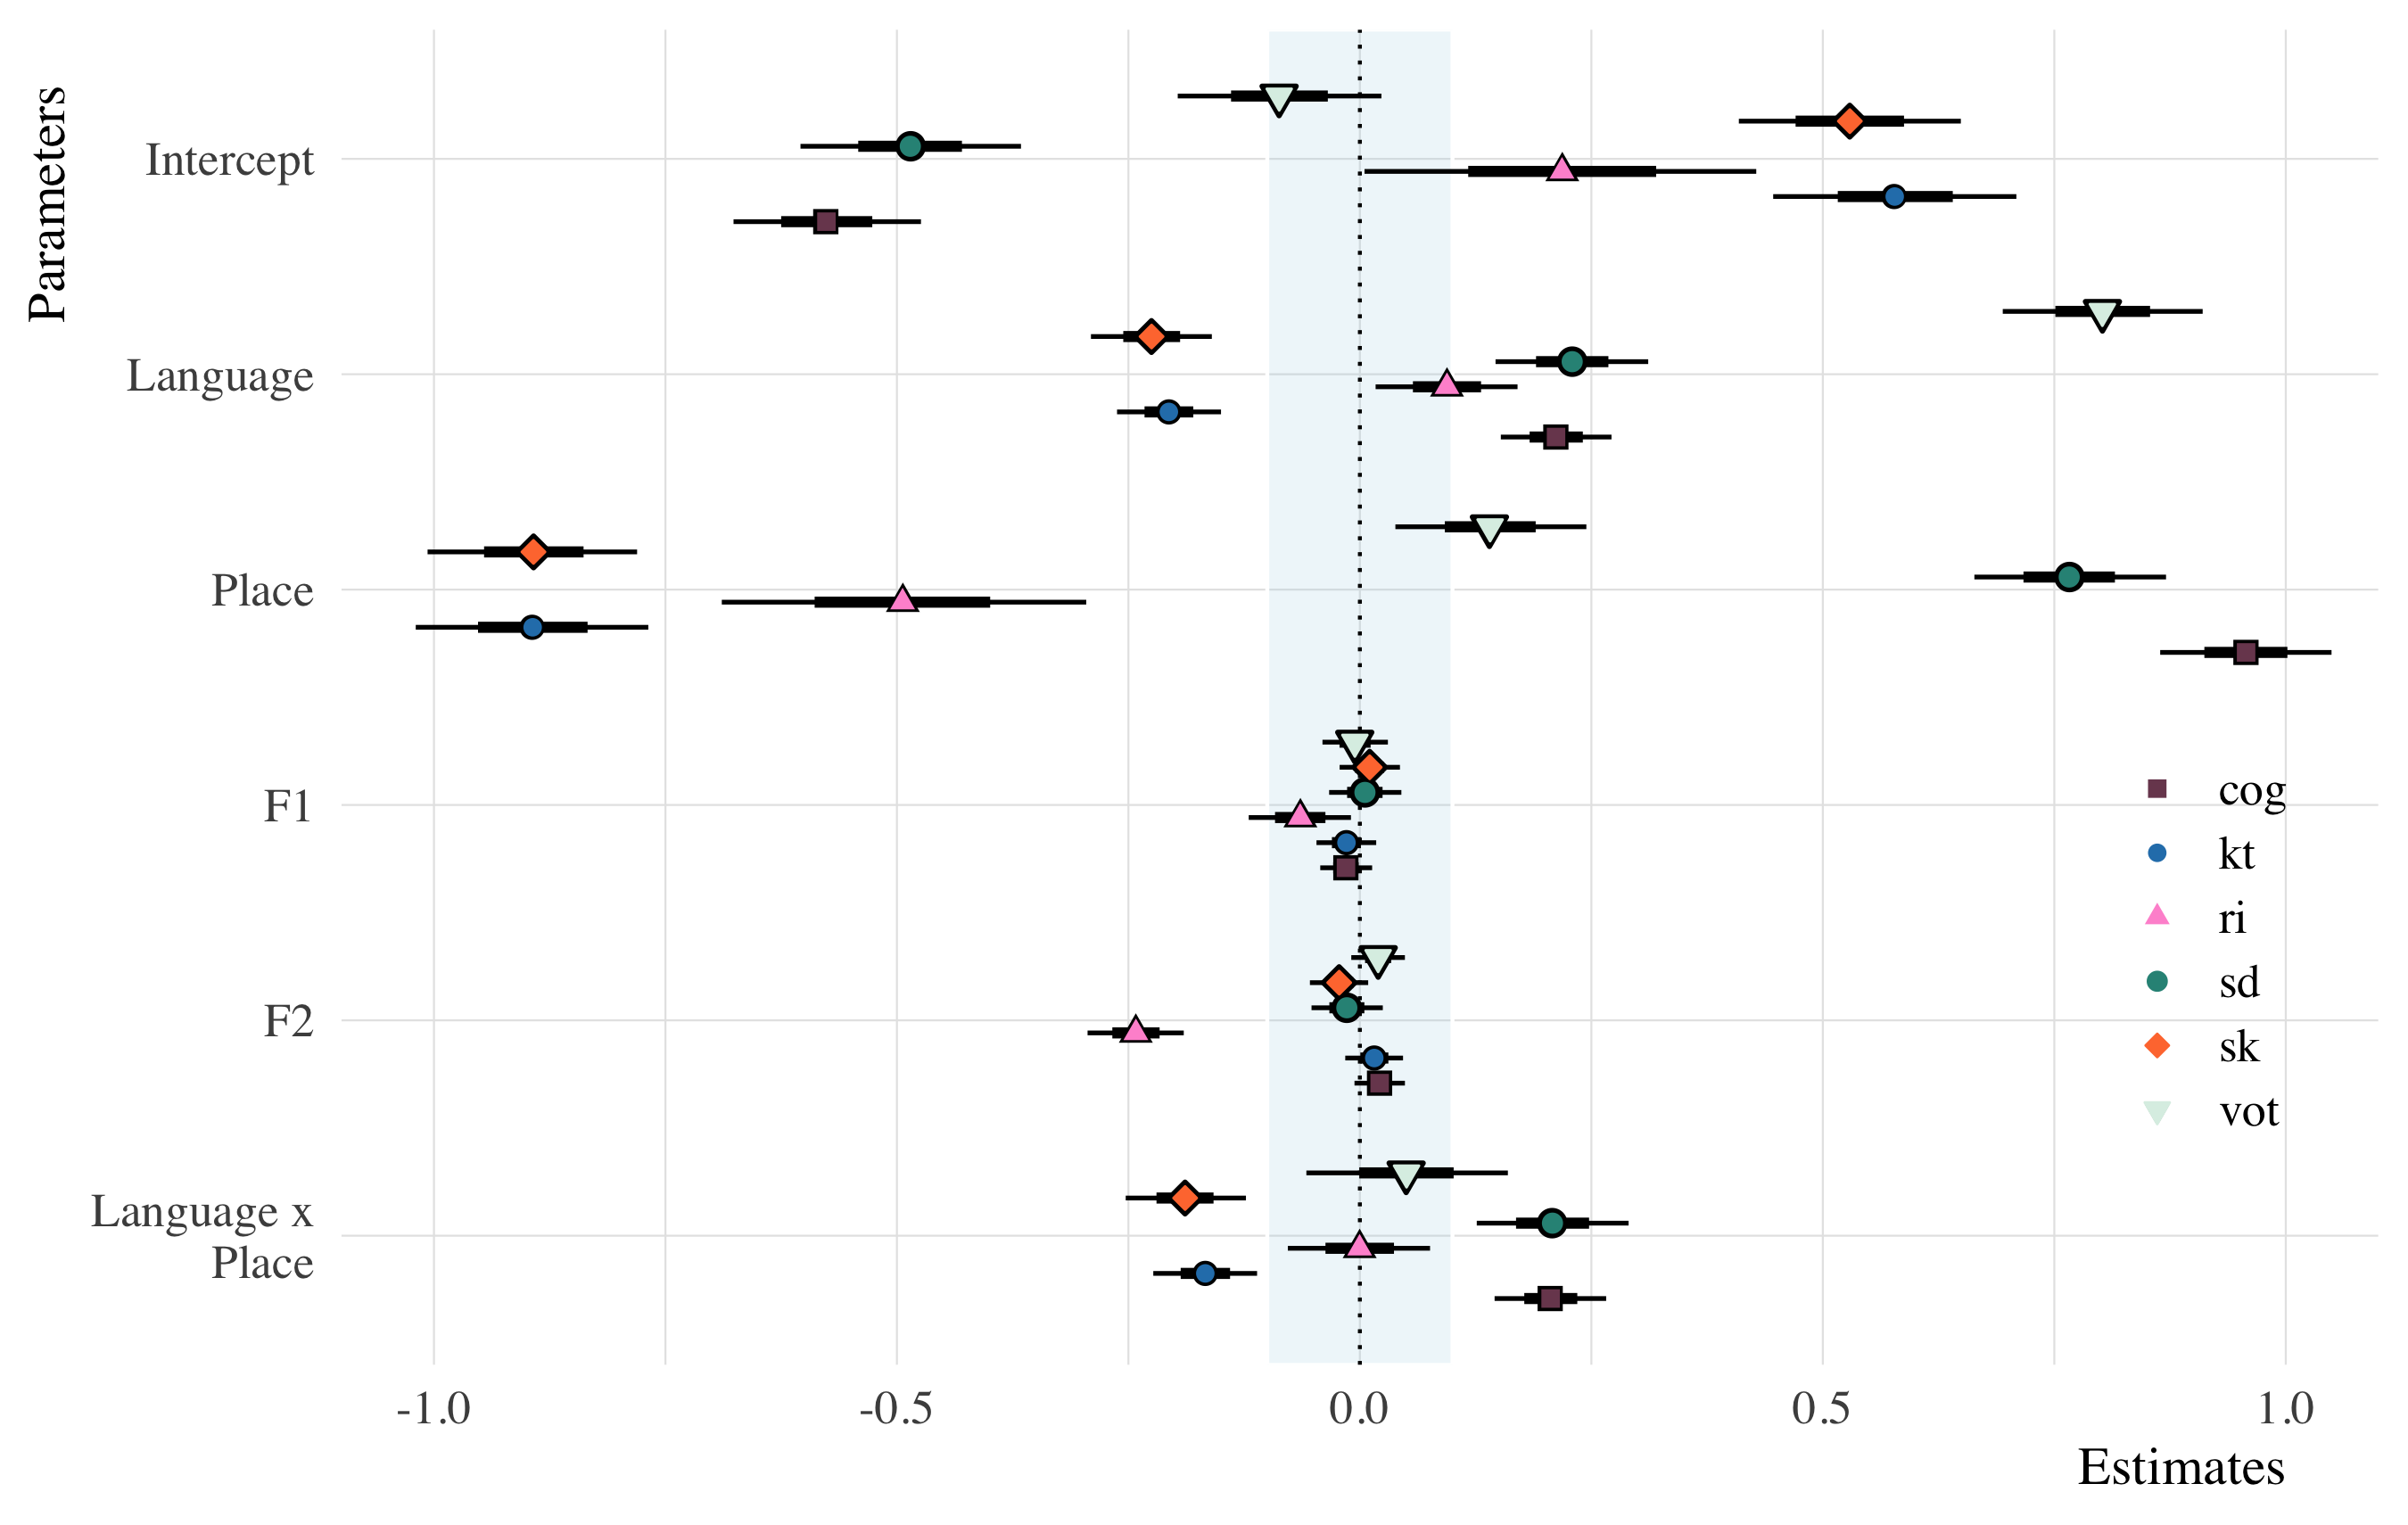 Parameters
Intercept
Language
Place
F1
F2
Language x
Place
cog
kt
ri
sd
sk
vot
-1.0
-0.5
0.0
0.5
1.0
Estimates